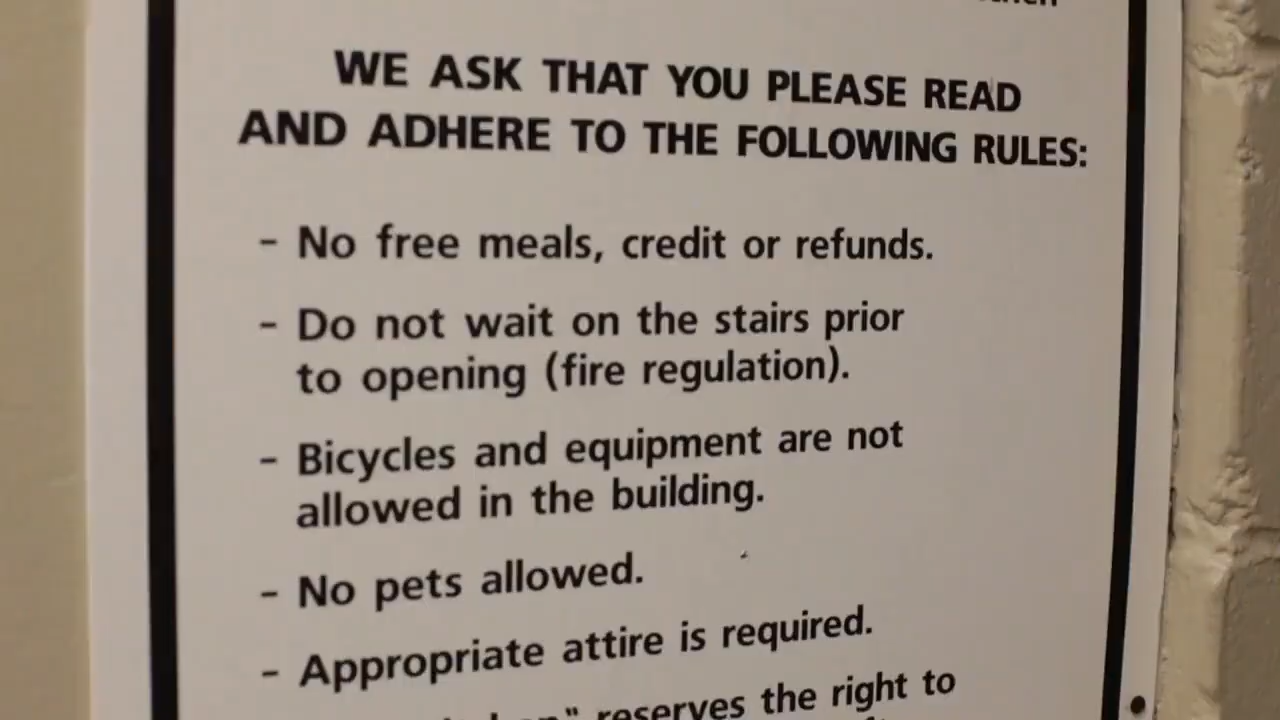 WE ASK THAT YOU PLEASE READ
AND ADHERE TO THE FOLLOWING RULES:
- No free meals, credit or refunds.
- Do not wait on the stairs prior
to opening (fire regulation).
- Bicycles and equipment are not
allowed in the building.
- No pets allowed.
- Appropriate attire is required.
reserves the right to